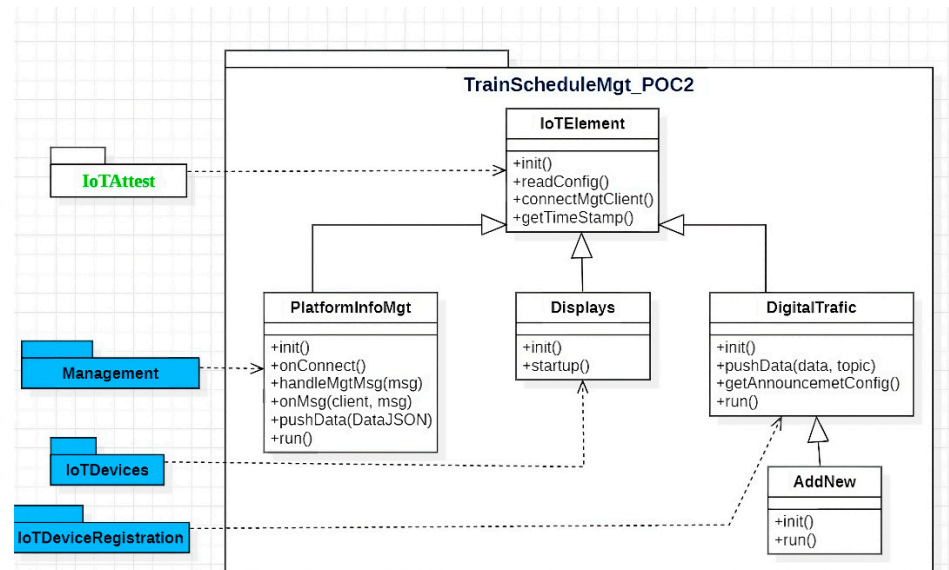 TrainScheduleMgt_POC2
IoTElement
+init()
+readConfig()
+connectMgtClient()
+getTimeStamp()
IoTAttest
PlatformInfoMgt
+init()
+onConnect()
+handleMgtMsg(msg)
+onMsg(client, msg)
+pushData(DataJSON)
+run()
Displays
+init()
+startup()
DigitalTrafic
+init()
+pushData(data, topic)
+getAnnouncemetConfig()
+run()
Management
IoTDevices
IoTDeviceRegistration
AddNew
+init()
+run()